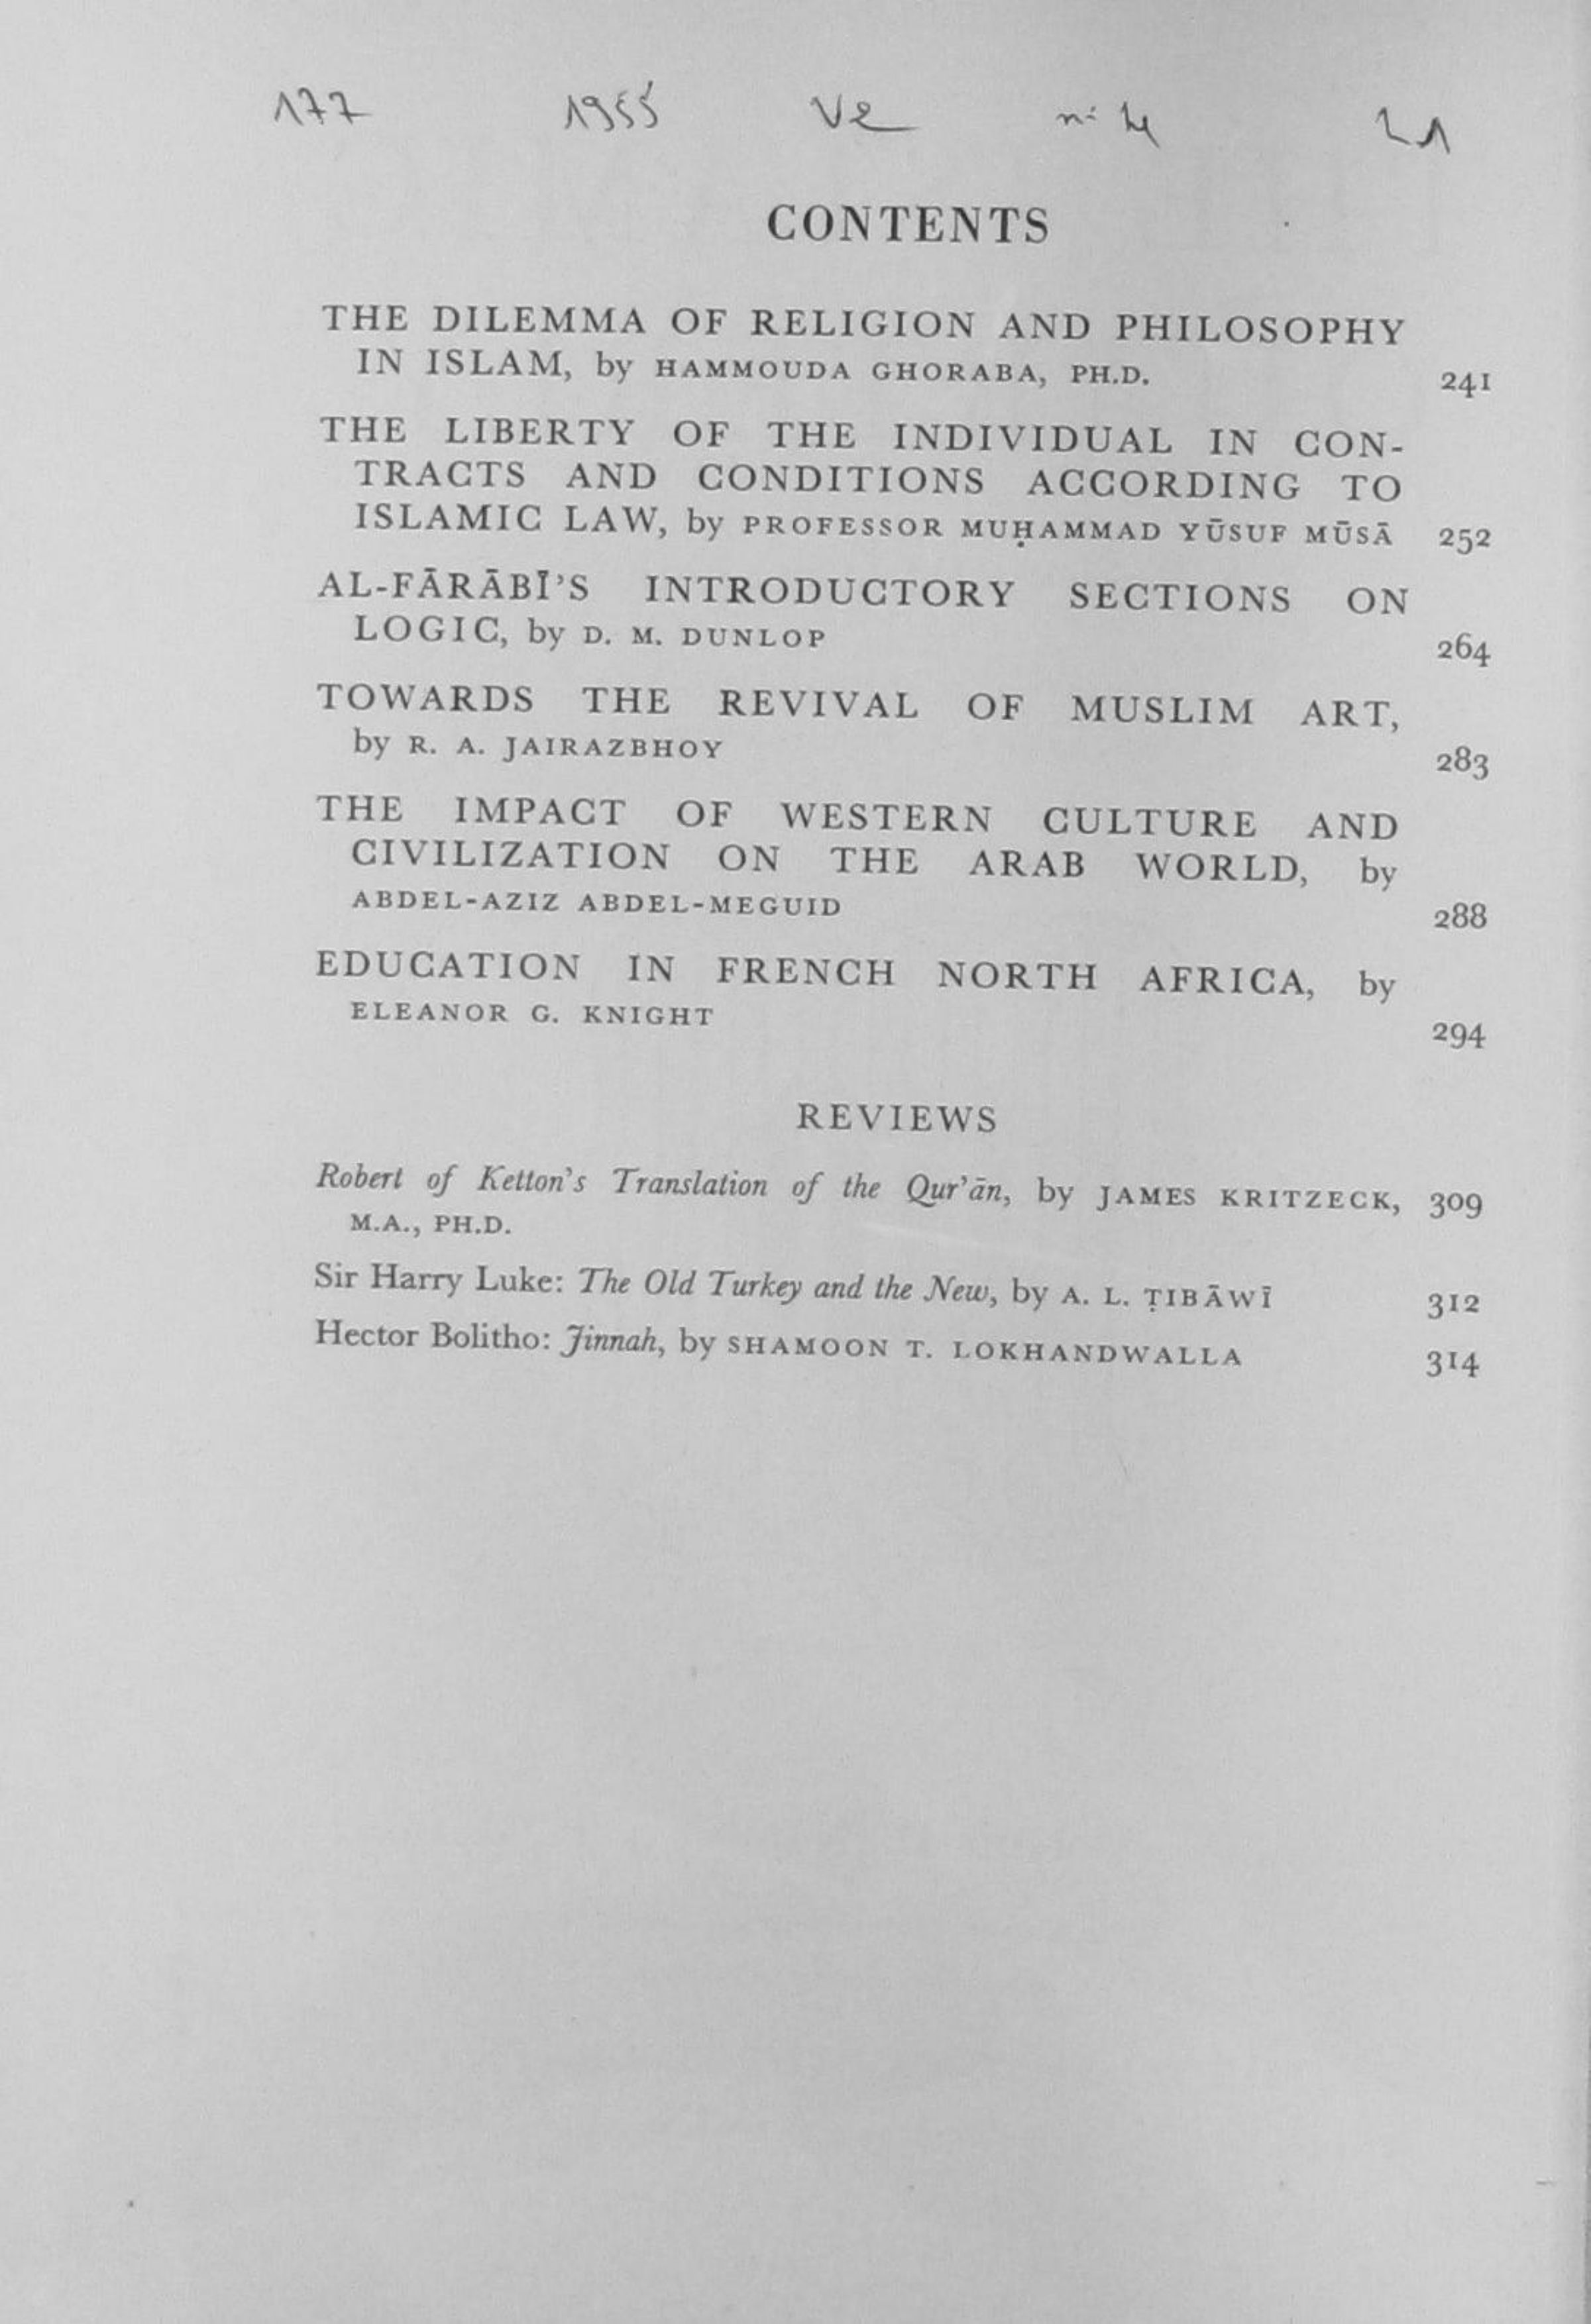 177 1955 V2 n: 4 21
CONTENTS
THE DILEMMA OF RELIGION AND PHILOSOPHY
IN ISLAM, by HAMMOUDA GHORABA, PH.D. 241
THE LIBERTY OF THE INDIVIDUAL IN CON-
TRACTS AND CONDITIONS ACCORDING TO
ISLAMIC LAW, by PROFESSOR MUḤAMMAD YŪSUF MŪSĀ 252
AL-FĀRĀBĪ'S INTRODUCTORY SECTIONS ON
LOGIC, by D. M. DUNLOP 264
TOWARDS THE REVIVAL OF MUSLIM ART,
by R. A. JAIRAZBHOY 283
THE IMPACT OF WESTERN CULTURE AND
CIVILIZATION ON THE ARAB WORLD, by
ABDEL-AZIZ ABDEL-MEGUID 288
EDUCATION IN FRENCH NORTH AFRICA, by
ELEANOR G. KNIGHT 294
REVIEWS
Robert of Ketton's Translation of the Qur'ān, by JAMES KRITZECK, 309
M.A., PH.D.
Sir Harry Luke: The Old Turkey and the New, by A. L. ṬIBĀWĪ 312
Hector Bolitho: Jinnah, by SHAMOON T. LOKHANDWALLA 314